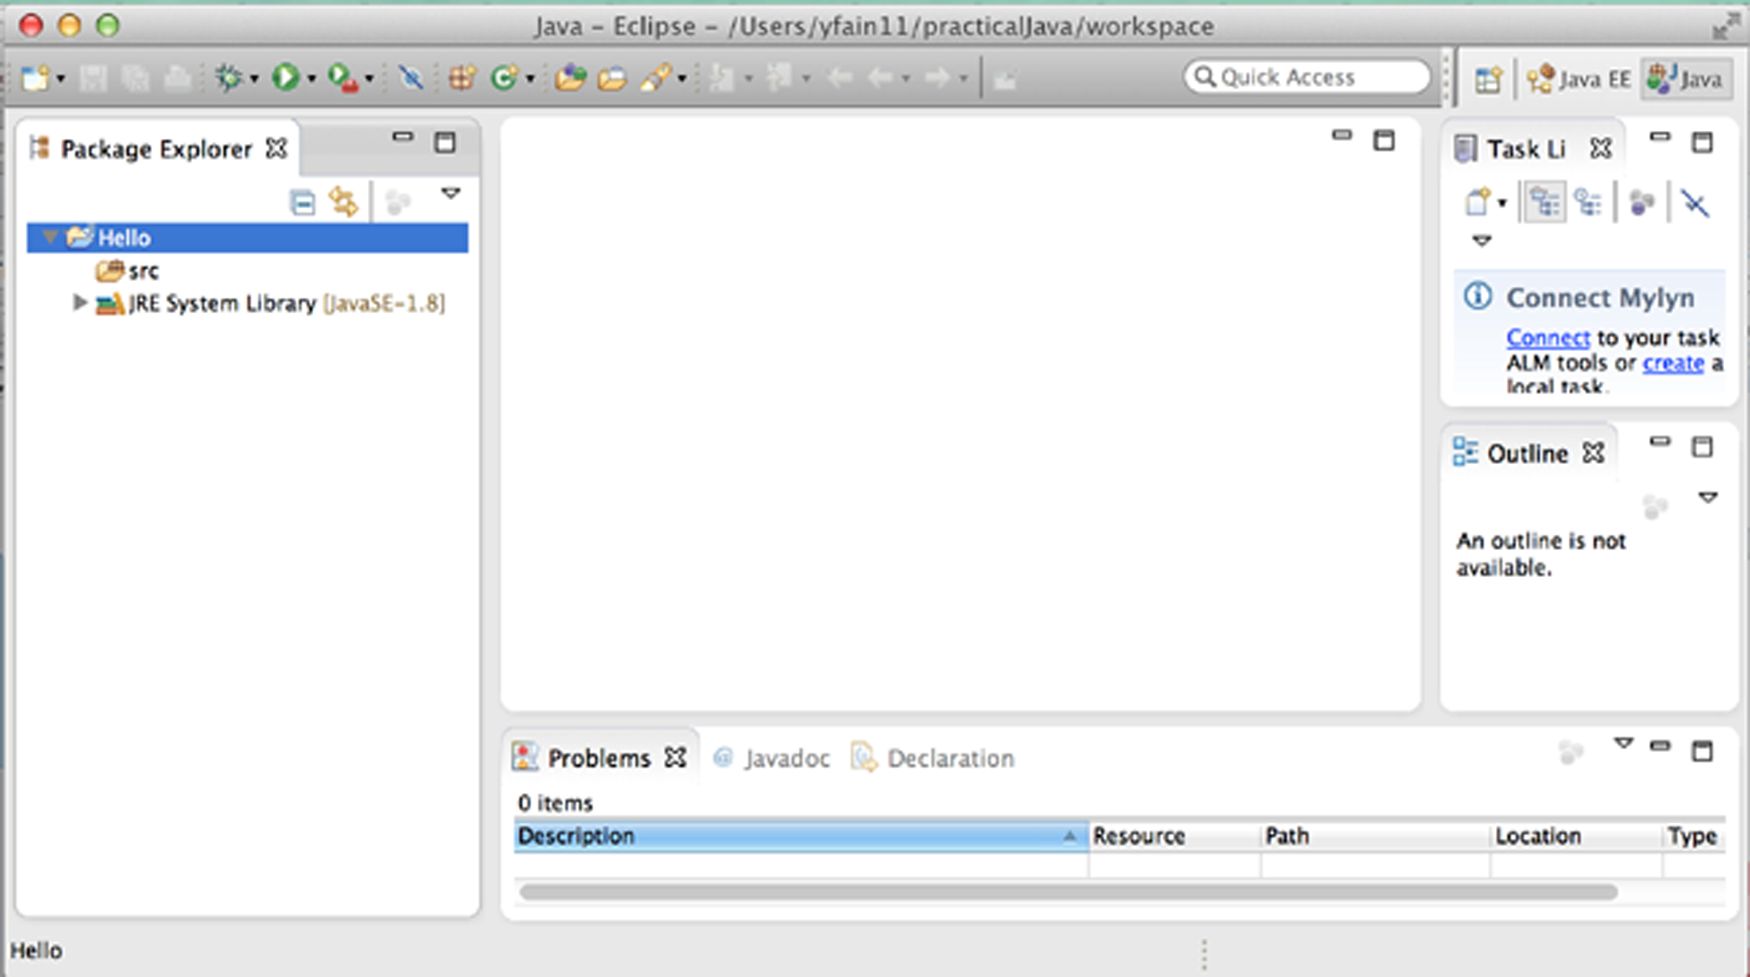 Java – Eclipse – /Users/yfain11/practicalJava/workspace
Quick Access
Java EE
Java
Package Explorer
Hello
src
JRE System Library [JavaSE-1.8]
Task Li
Connect Mylyn
Connect to your task
ALM tools or create a
local task.
Outline
An outline is not
available.
Problems
Javadoc
Declaration
0 items
Description Resource Path Location Type
Hello